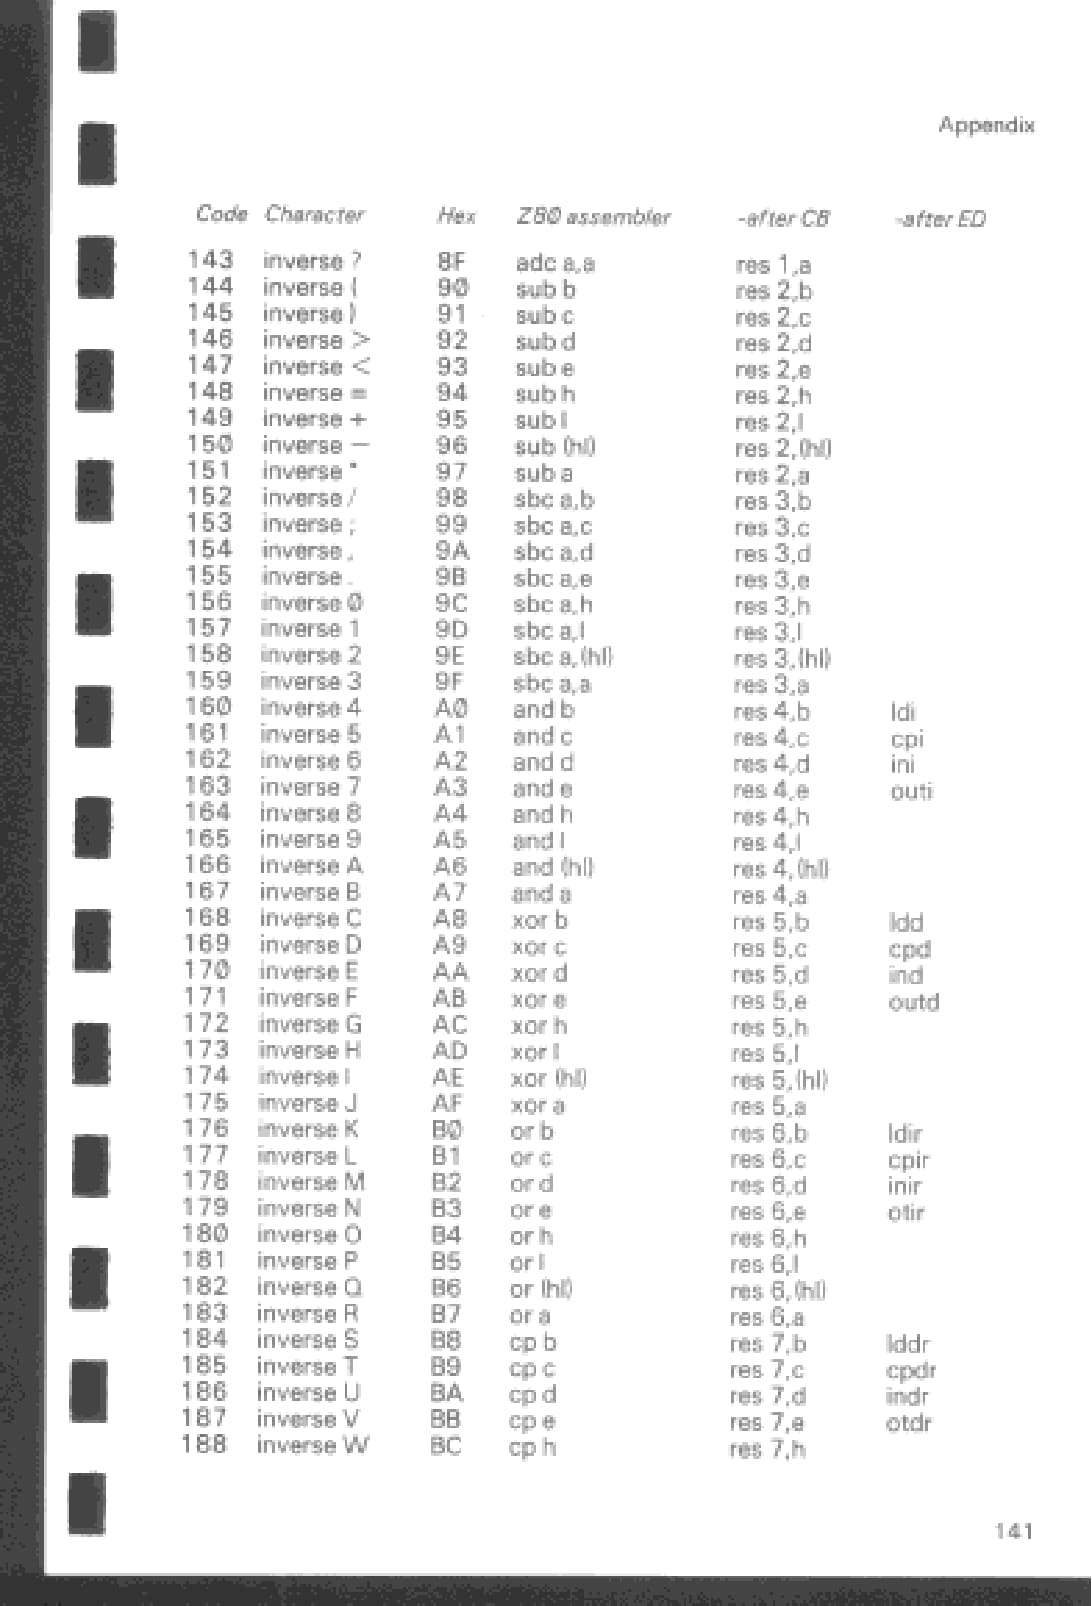 Appendix
Code Character Hex Z80 assembler -after CB -after ED
143 inverse ? 8F adc a,a res 1,a
144 inverse ( 90 sub b res 2,b
145 inverse ) 91 sub c res 2,c
146 inverse > 92 sub d res 2,d
147 inverse < 93 sub e res 2,e
148 inverse = 94 sub h res 2,h
149 inverse + 95 sub l res 2,l
150 inverse — 96 sub (hl) res 2,(hl)
151 inverse * 97 sub a res 2,a
152 inverse / 98 sbc a,b res 3,b
153 inverse ; 99 sbc a,c res 3,c
154 inverse , 9A sbc a,d res 3,d
155 inverse . 9B sbc a,e res 3,e
156 inverse 0 9C sbc a,h res 3,h
157 inverse 1 9D sbc a,l res 3,l
158 inverse 2 9E sbc a,(hl) res 3,(hl)
159 inverse 3 9F sbc a,a res 3,a
160 inverse 4 A0 and b res 4,b ldi
161 inverse 5 A1 and c res 4,c cpi
162 inverse 6 A2 and d res 4,d ini
163 inverse 7 A3 and e res 4,e outi
164 inverse 8 A4 and h res 4,h
165 inverse 9 A5 and l res 4,l
166 inverse A A6 and (hl) res 4,(hl)
167 inverse B A7 and a res 4,a
168 inverse C A8 xor b res 5,b ldd
169 inverse D A9 xor c res 5,c cpd
170 inverse E AA xor d res 5,d ind
171 inverse F AB xor e res 5,e outd
172 inverse G AC xor h res 5,h
173 inverse H AD xor l res 5,l
174 inverse I AE xor (hl) res 5,(hl)
175 inverse J AF xor a res 5,a
176 inverse K B0 or b res 6,b ldir
177 inverse L B1 or c res 6,c cpir
178 inverse M B2 or d res 6,d inir
179 inverse N B3 or e res 6,e otir
180 inverse O B4 or h res 6,h
181 inverse P B5 or l res 6,l
182 inverse Q B6 or (hl) res 6,(hl)
183 inverse R B7 or a res 6,a
184 inverse S B8 cp b res 7,b lddr
185 inverse T B9 cp c res 7,c cpdr
186 inverse U BA cp d res 7,d indr
187 inverse V BB cp e res 7,e otdr
188 inverse W BC cp h res 7,h
141